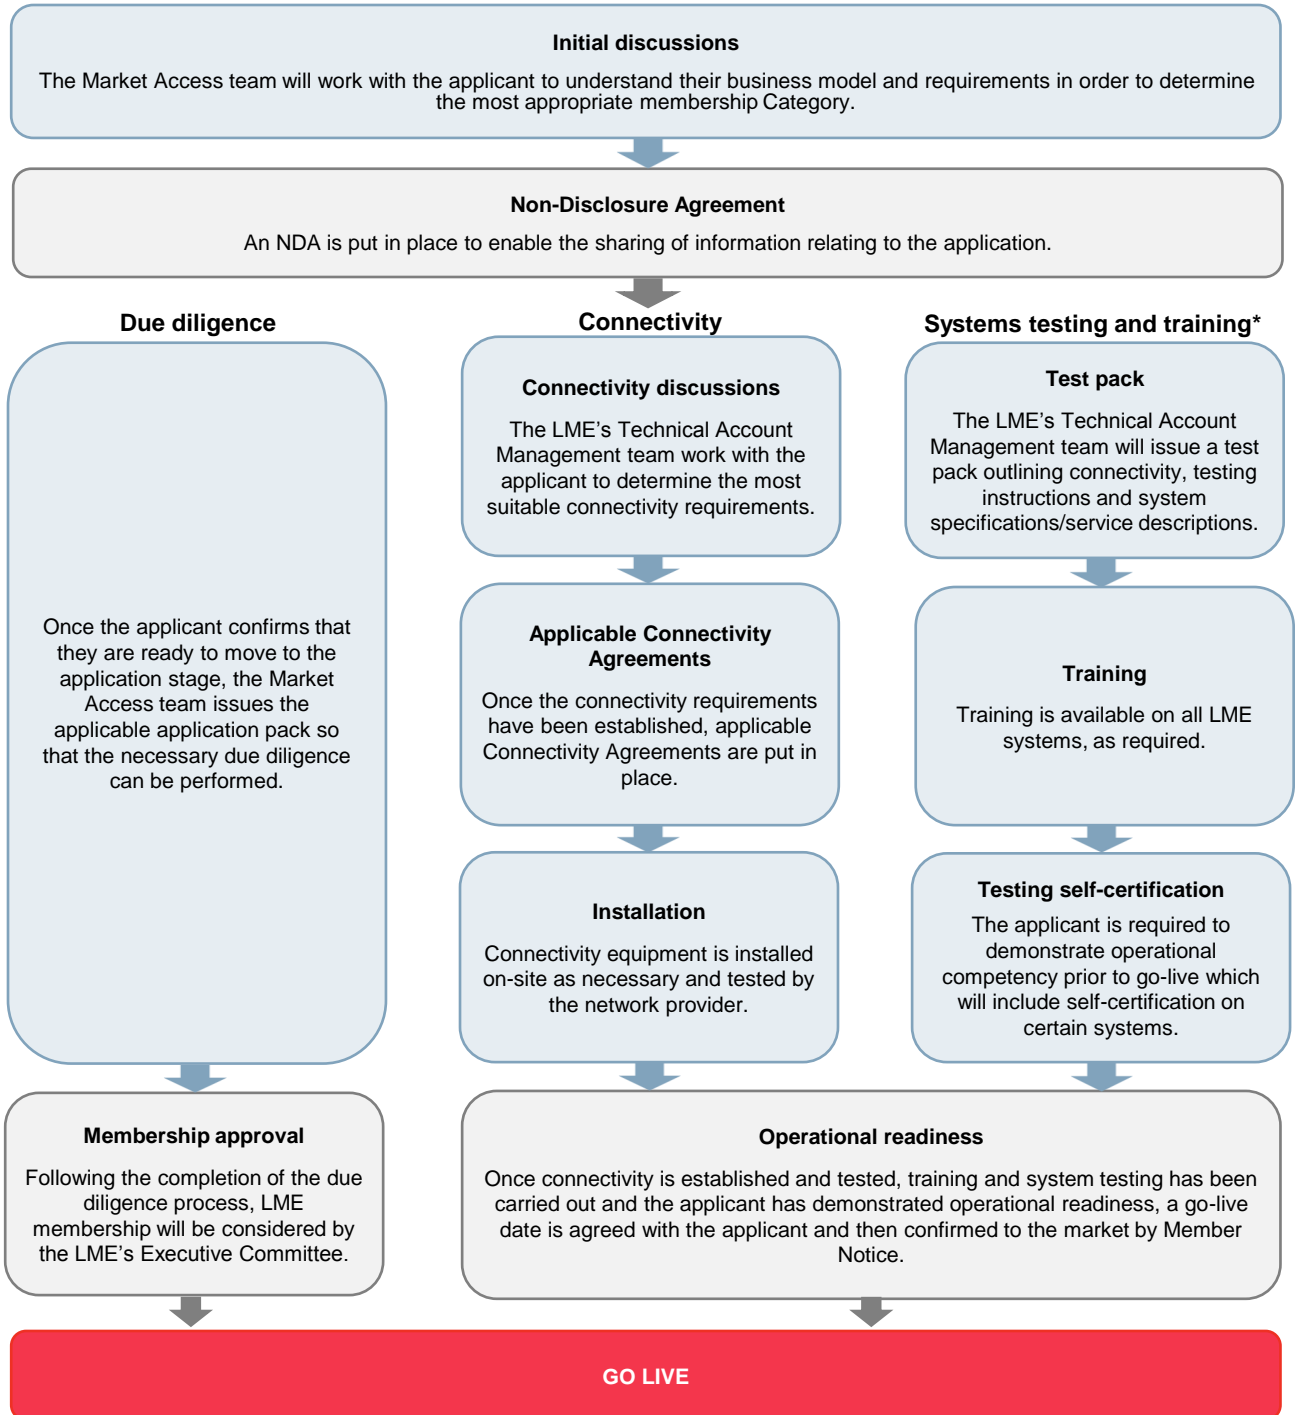 Initial discussions
The Market Access team will work with the applicant to understand their business model and requirements in order to determine
the most appropriate membership Category.
Non-Disclosure Agreement
An NDA is put in place to enable the sharing of information relating to the application.
Due diligence
Once the applicant confirms that
they are ready to move to the
application stage, the Market
Access team issues the
applicable application pack so
that the necessary due diligence
can be performed.
Membership approval
Following the completion of the due
diligence process, LME
membership will be considered by
the LME's Executive Committee.
Connectivity
Connectivity discussions
The LME's Technical Account
Management team work with the
applicant to determine the most
suitable connectivity requirements.
Applicable Connectivity
Agreements
Once the connectivity requirements
have been established, applicable
Connectivity Agreements are put in
place.
Installation
Connectivity equipment is installed
on-site as necessary and tested by
the network provider.
Systems testing and training*
Test pack
The LME's Technical Account
Management team will issue a test
pack outlining connectivity, testing
instructions and system
specifications/service descriptions.
Training
Training is available on all LME
systems, as required.
Testing self-certification
The applicant is required to
demonstrate operational
competency prior to go-live which
will include self-certification on
certain systems.
Operational readiness
Once connectivity is established and tested, training and system testing has been
carried out and the applicant has demonstrated operational readiness, a go-live
date is agreed with the applicant and then confirmed to the market by Member
Notice.
GO LIVE